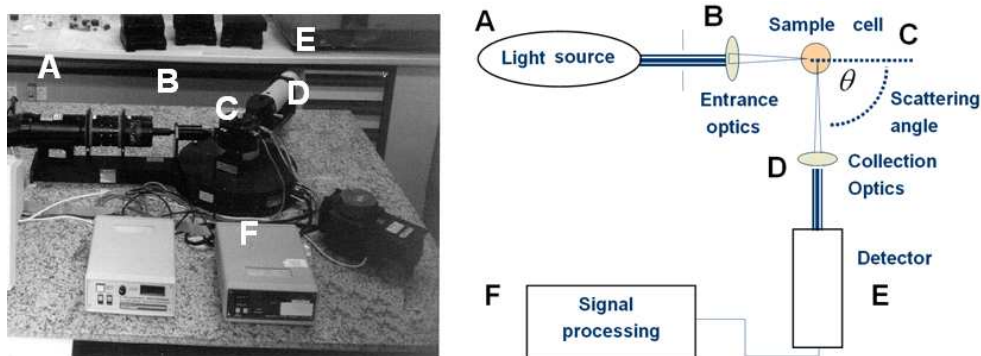 E
A
B
D
C
F
A
Light source
B
Entrance
optics
Sample cell
C
θ
Scattering
angle
D
Collection
Optics
Detector
E
F
Signal
processing